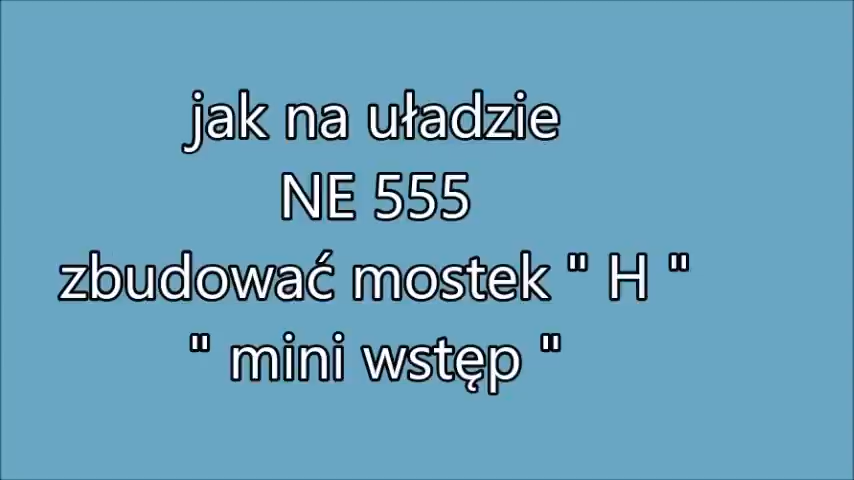 jak na uładzie
NE 555
zbudować mostek " H "
" mini wstęp "